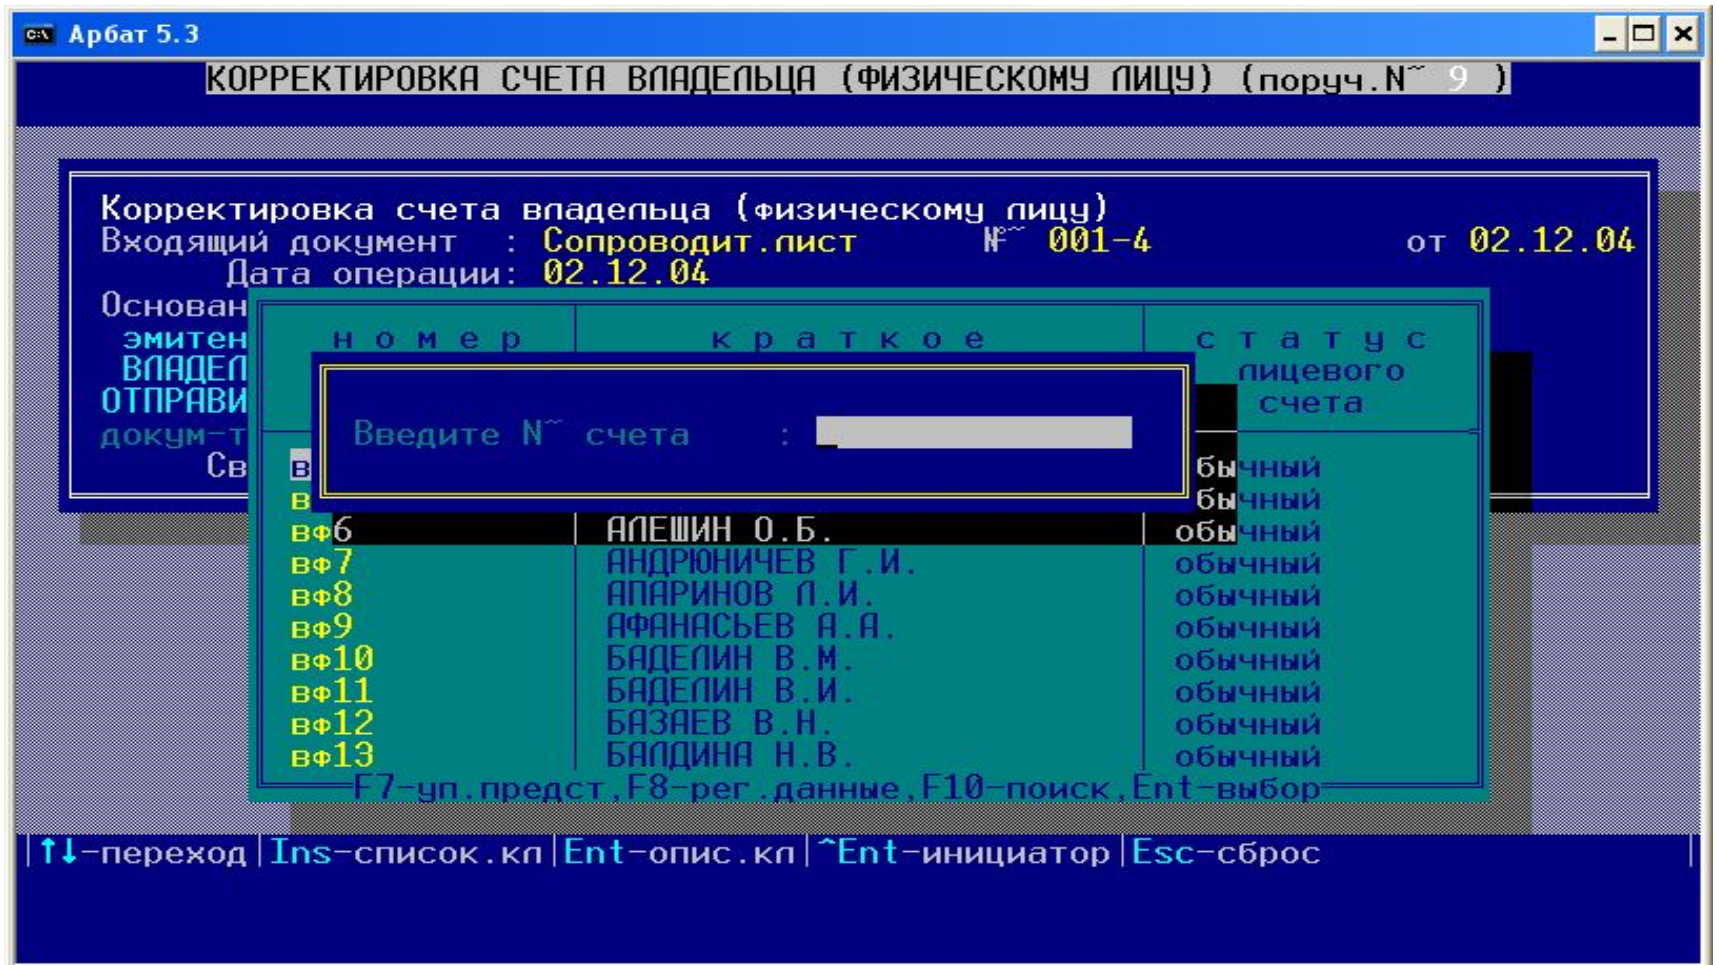 Арбат 5.3
КОРРЕКТИРОВКА СЧЕТА ВЛАДЕЛЬЦА (ФИЗИЧЕСКОМУ ЛИЦУ) (поруч.N~ 9 )
Корректировка счета владельца (физическому лицу)
Входящий документ : Сопроводит.лист №~ 001-4 от 02.12.04
Дата операции: 02.12.04
Основан
эмитен номер краткое статус
ВЛАДЕЛ лицевого
ОТПРАВИ счета
докум-т Введите N~ счета :
Св в бычный
в бычный
вф6 АЛЕШИН О.Б. обычный
вф7 АНДРЮНИЧЕВ Г.И. обычный
вф8 АПАРИНОВ Л.И. обычный
вф9 АФАНАСЬЕВ А.А. обычный
вф10 БАДЕЛИН В.М. обычный
вф11 БАДЕЛИН В.И. обычный
вф12 БАЗАЕВ В.Н. обычный
вф13 БАЛДИНА Н.В. обычный
F7-уп.предст,F8-рег.данные,F10-поиск,Ent-выбор
↑↓-переход|Ins-список.кл|Ent-опис.кл|^Ent-инициатор|Esc-сброс